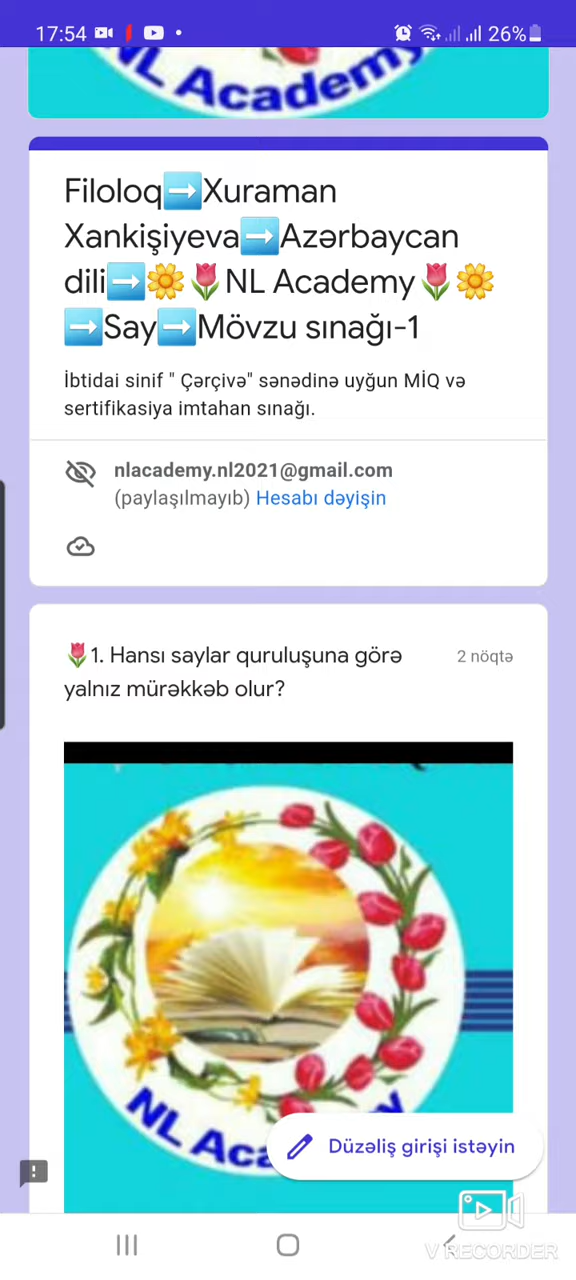 17:54
26%
NL Academy
Filoloq➡️Xuraman
Xankişiyeva➡️Azərbaycan
dili➡️🌼🌷NL Academy🌷🌼
➡️Say➡️Mövzu sınağı-1
İbtidai sinif " Çərçivə" sənədinə uyğun MİQ və
sertifikasiya imtahan sınağı.
nlacademy.nl2021@gmail.com
(paylaşılmayıb) Hesabı dəyişin
🌷1. Hansı saylar quruluşuna görə
2 nöqtə
yalnız mürəkkəb olur?
NL Aca
Düzəliş girişi istəyin
V RECORDER